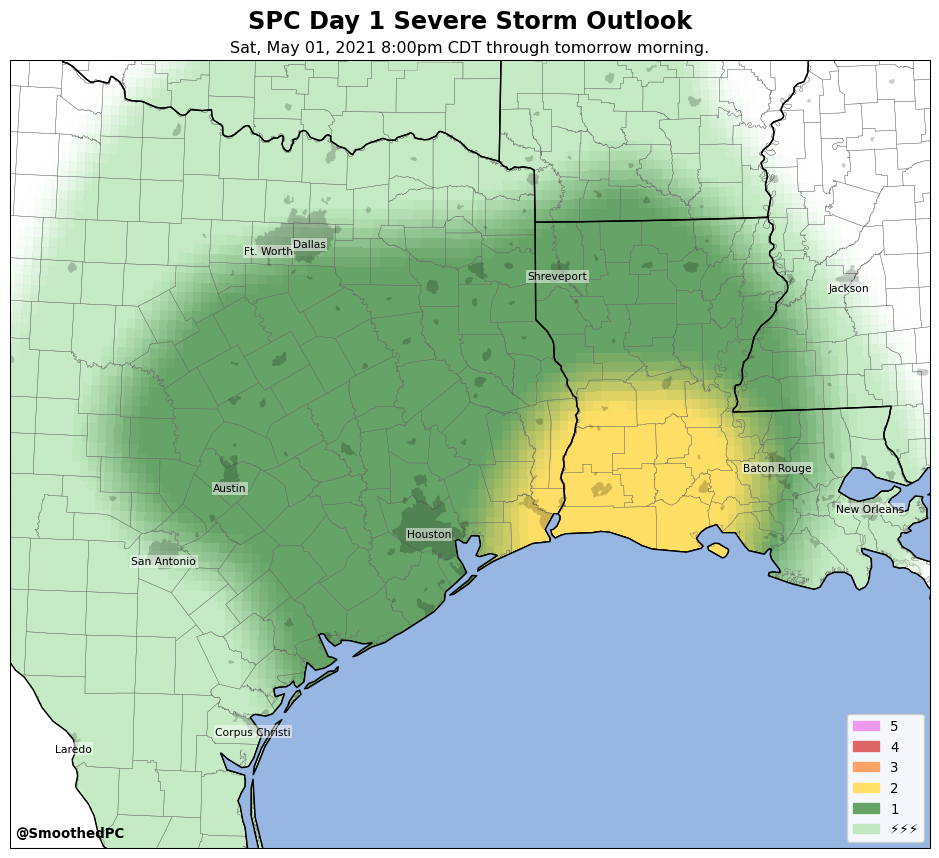 SPC Day 1 Severe Storm Outlook
Sat, May 01, 2021 8:00pm CDT through tomorrow morning.
Ft. Worth
Dallas
Shreveport
Jackson
Austin
Baton Rouge
New Orleans
Houston
San Antonio
Corpus Christi
Laredo
5
4
3
2
1
⚡⚡⚡
@SmoothedPC